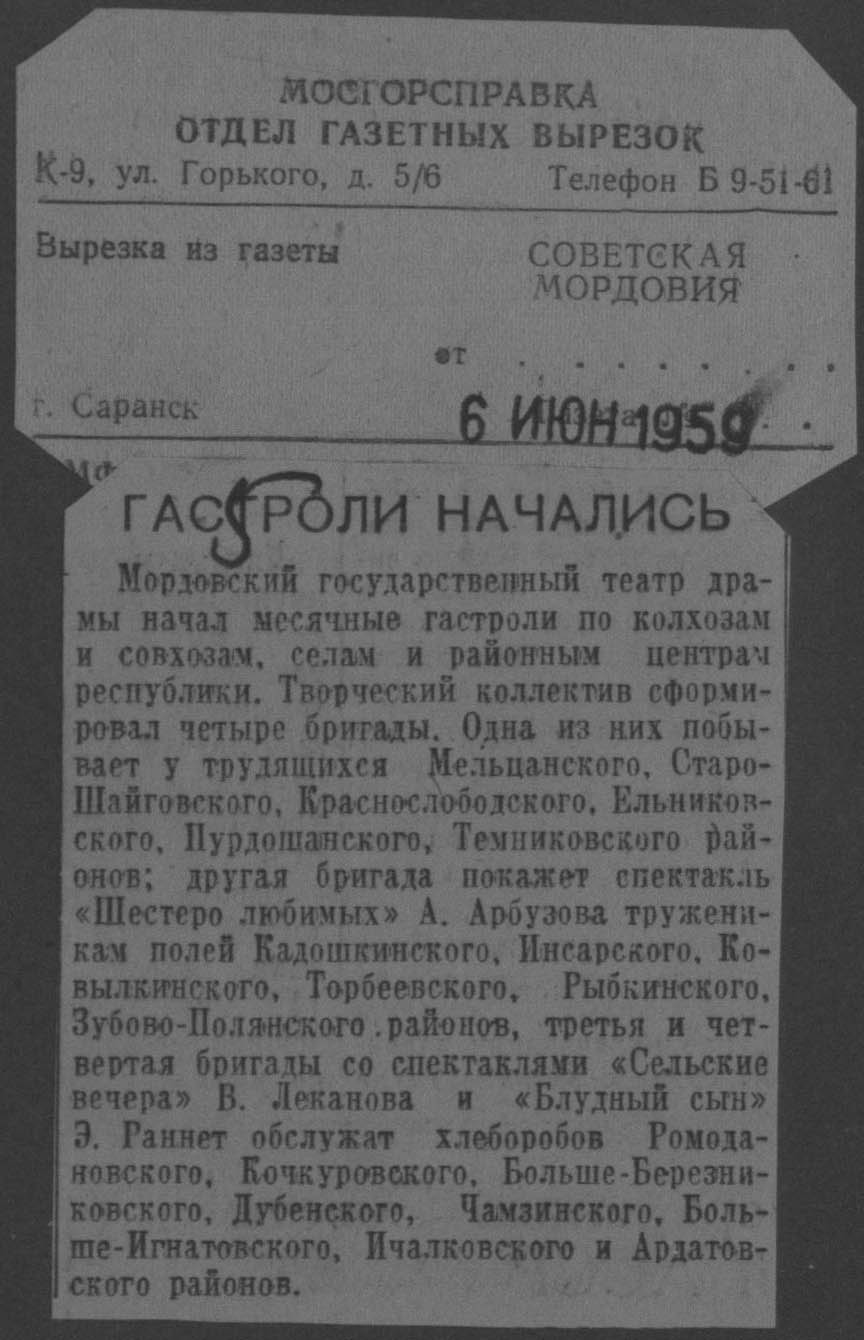 МОСГОРСПРАВКА
ОТДЕЛ ГАЗЕТНЫХ ВЫРЕЗОК
К-9, ул. Горького, д. 5/6 Телефон Б 9-51-61
Вырезка из газеты СОВЕТСКАЯ
МОРДОВИЯ
от . . . . . . . .
г. Саранск
6 ИЮН 1959
ГАСТРОЛИ НАЧАЛИСЬ
Мордовский государственный театр дра-
мы начал месячные гастроли по колхозам
и совхозам, селам и районным центрам
республики. Творческий коллектив сформи-
ровал четыре бригады. Одна из них побы-
вает у трудящихся Мельцанского, Старо-
Шайговского, Краснослободского, Ельников-
ского, Пурдошанского, Темниковского рай-
онов; другая бригада покажет спектакль
«Шестеро любимых» А. Арбузова тружени-
кам полей Кадошкинского, Инсарского, Ко-
вылкинского, Торбеевского, Рыбкинского,
Зубово-Полянского районов, третья и чет-
вертая бригады со спектаклями «Сельские
вечера» В. Леканова и «Блудный сын»
Э. Раннет обслужат хлеборобов Ромода-
новского, Кочкуровского, Больше-Березни-
ковского, Дубенского, Чамзинского, Боль-
ше-Игнатовского, Ичалковского и Ардатов-
ского районов.